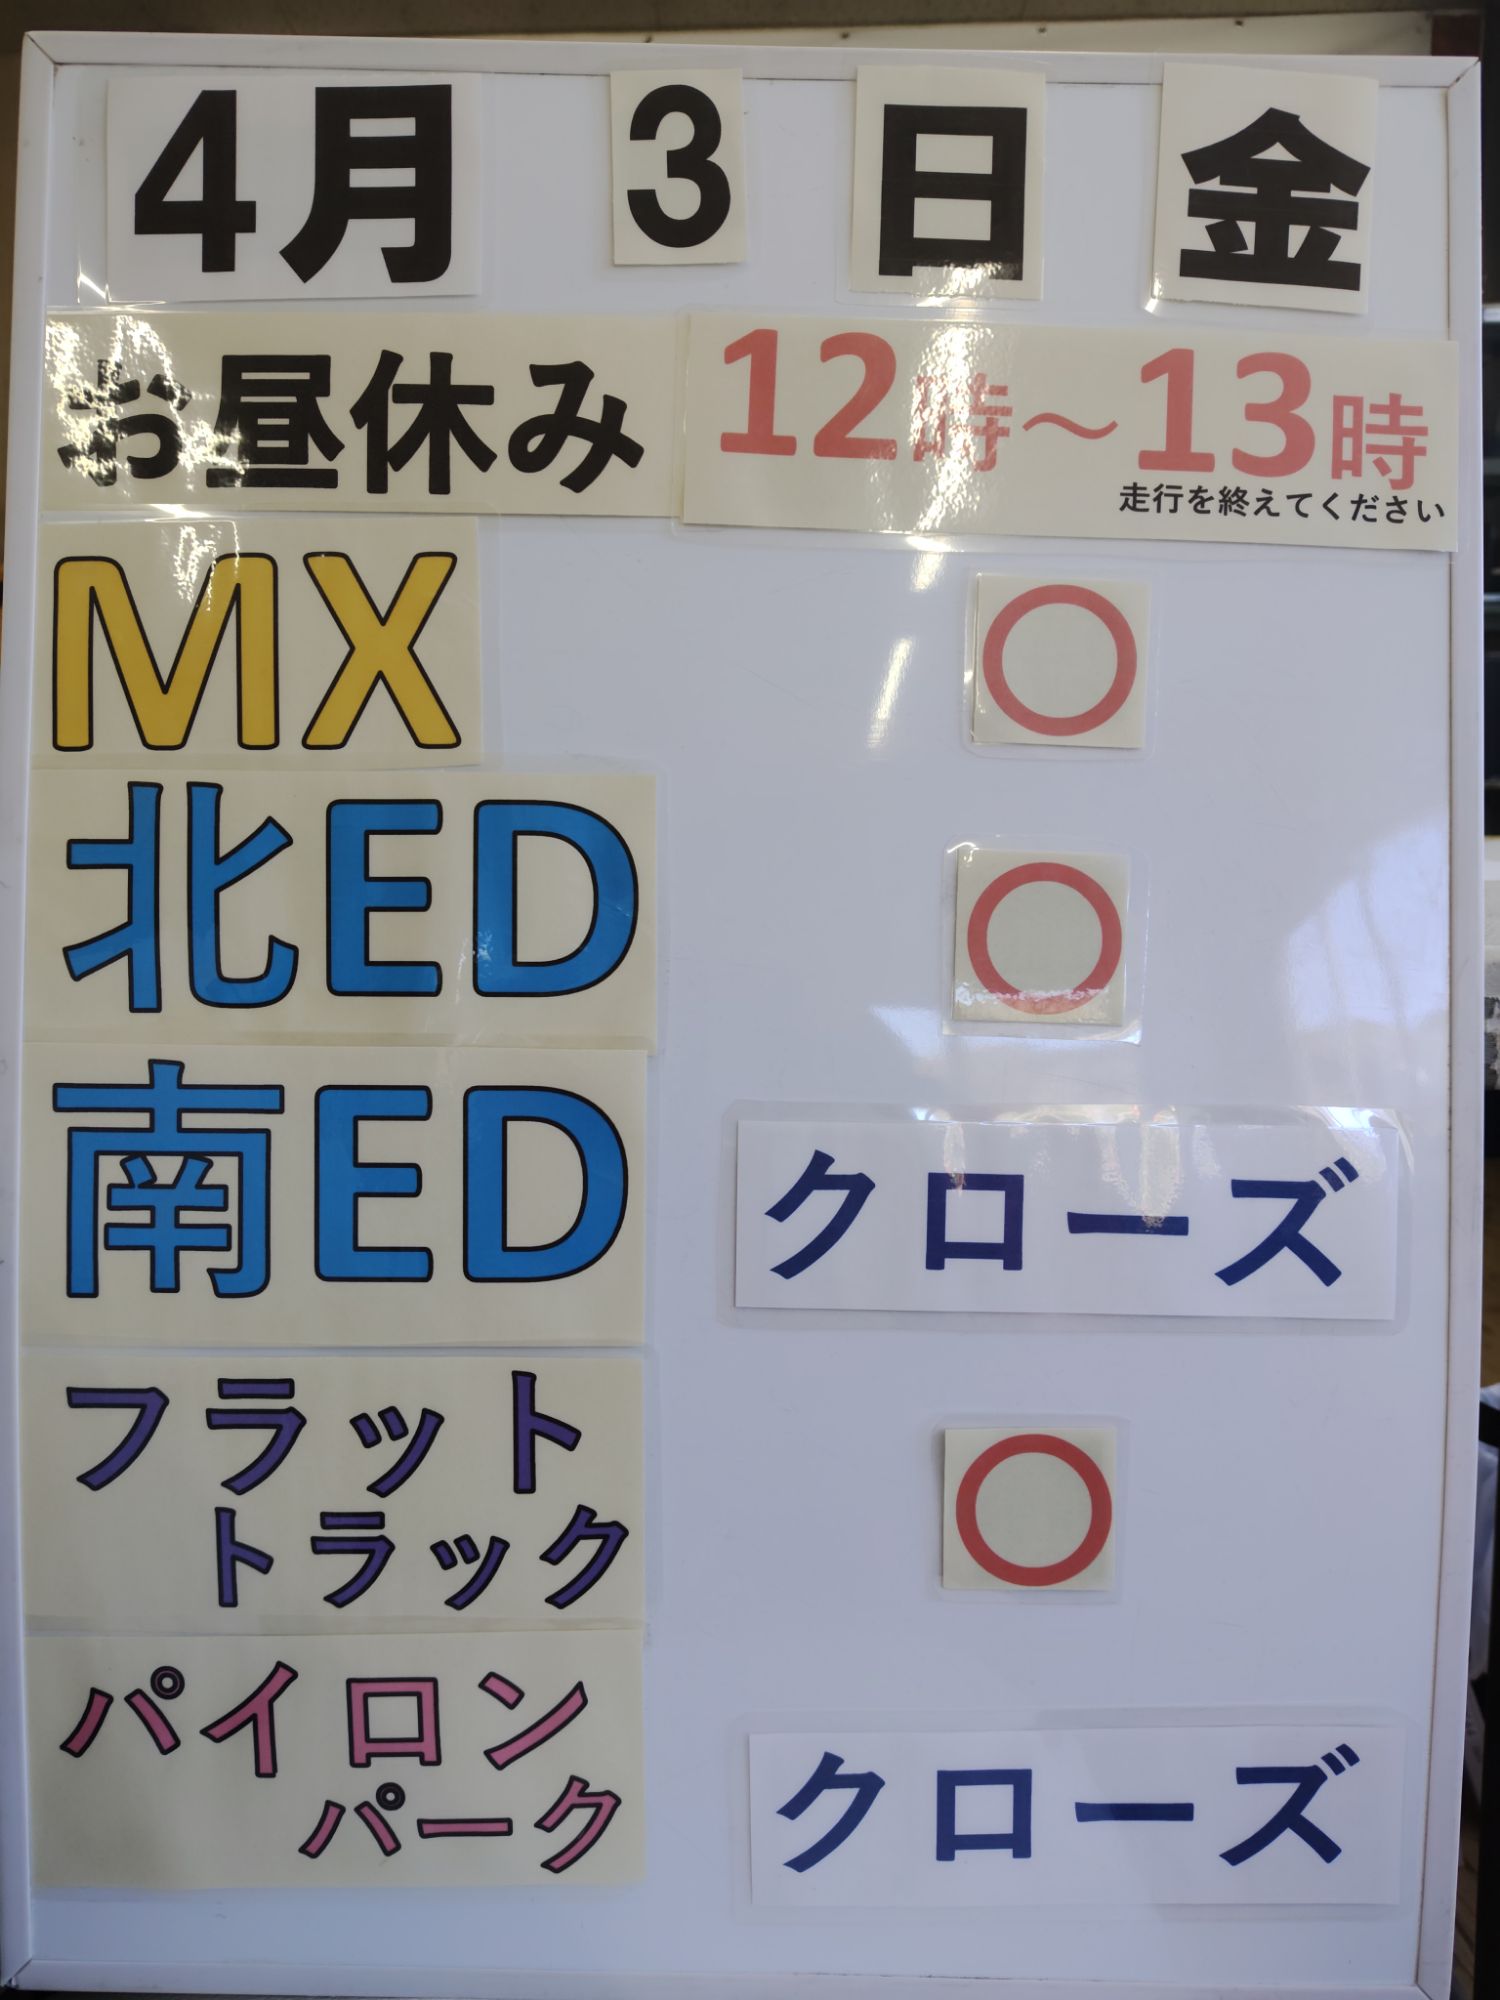 4月 3 日 金
お昼休み 12時～13時
走行を終えてください
MX ○
北ED ○
南ED クローズ
フラット
トラック ○
パイロン
パーク クローズ